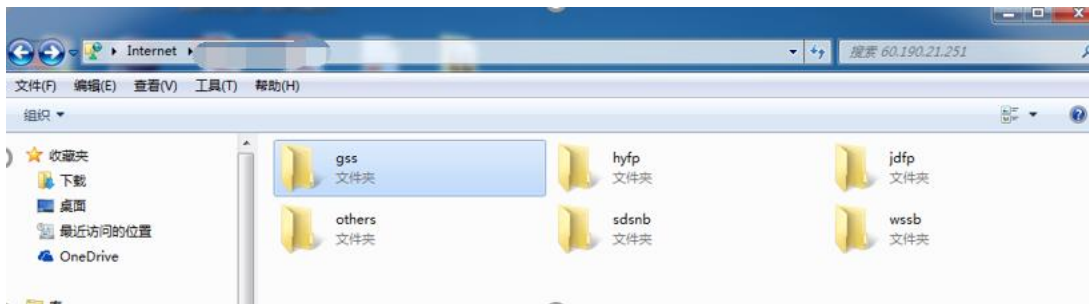 Internet
搜索 60.190.21.251
文件(F) 编辑(E) 查看(V) 工具(T) 帮助(H)
组织
收藏夹
下载
桌面
最近访问的位置
OneDrive
gss
文件夹
hyfp
文件夹
jdfp
文件夹
others
文件夹
sdsnb
文件夹
wssb
文件夹